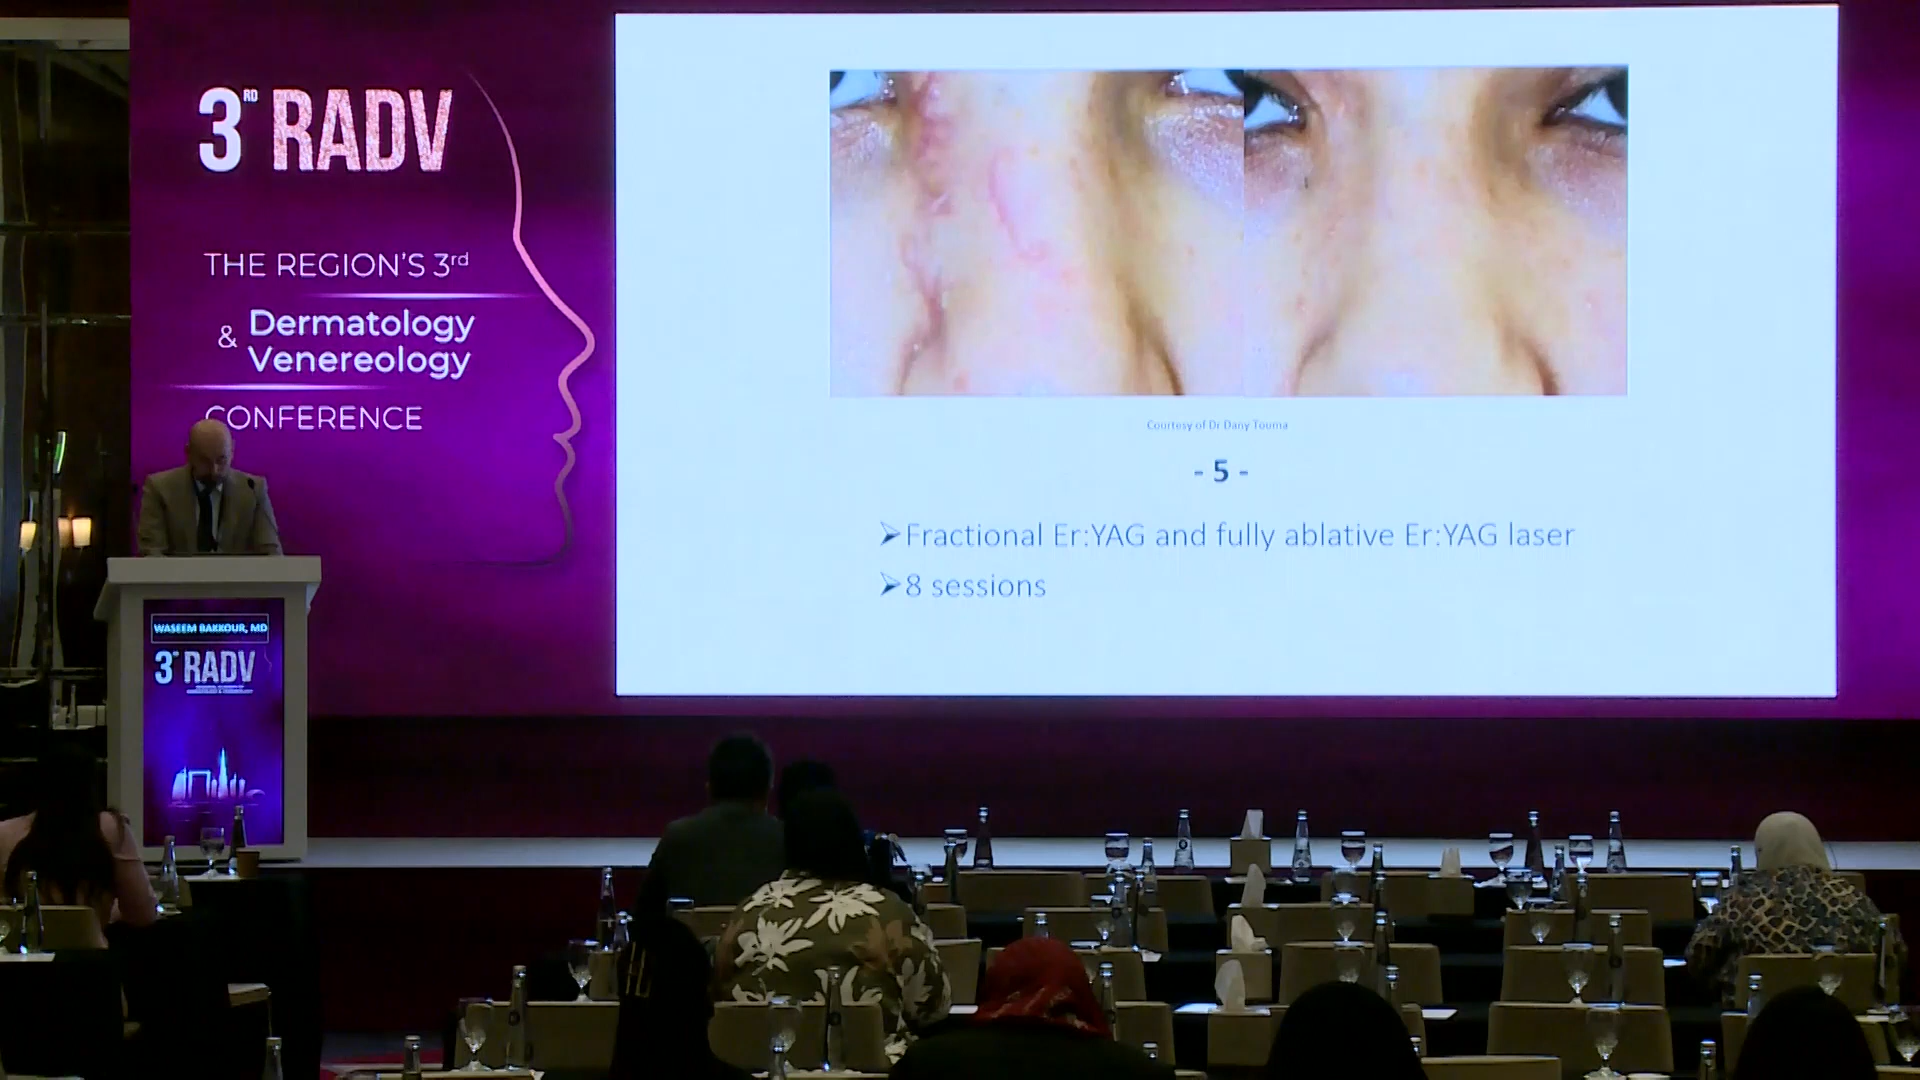 3RD RADV
THE REGION'S 3rd
& Dermatology
Venereology
CONFERENCE
Courtesy of Dr Dany Touma
- 5 -
➢Fractional Er:YAG and fully ablative Er:YAG laser
➢8 sessions
WASEEM BAKKOUR, MD
3 RADV